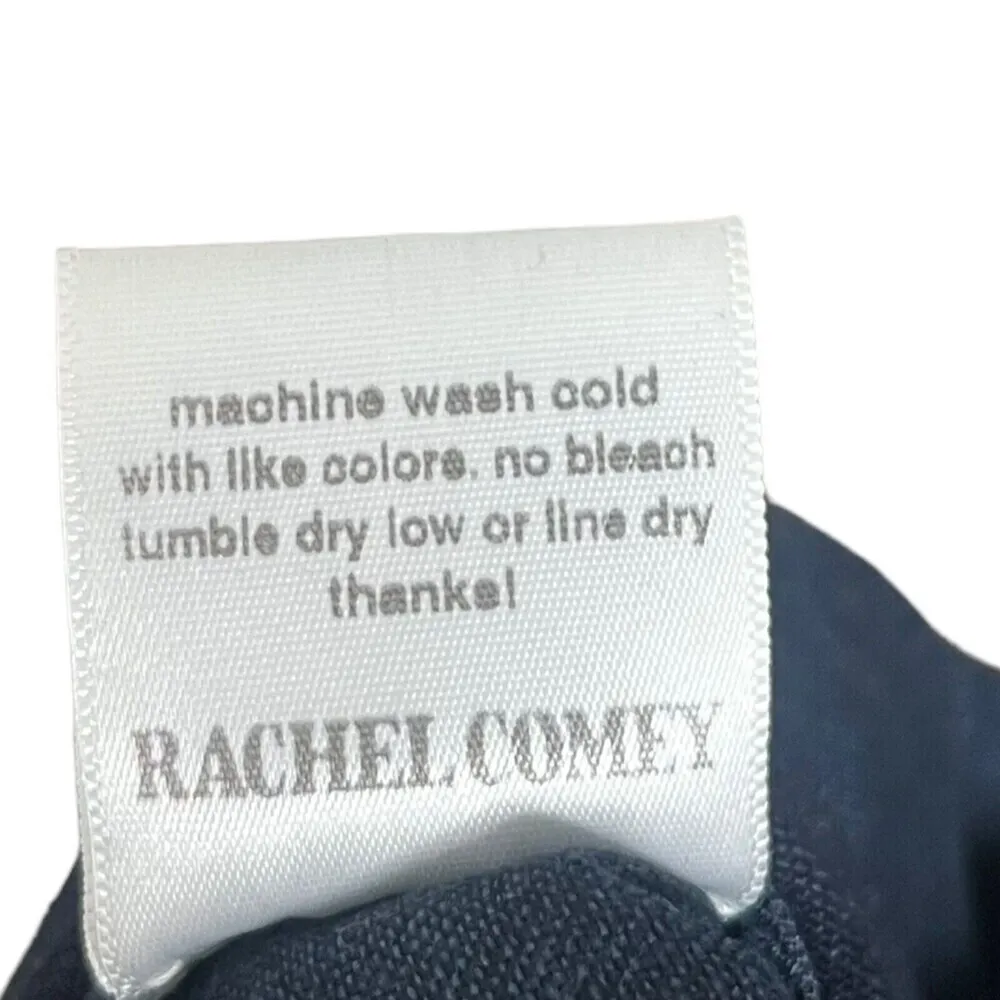 machine wash cold
with like colors. no bleach
tumble dry low or line dry
thanks!
RACHEL COMEY